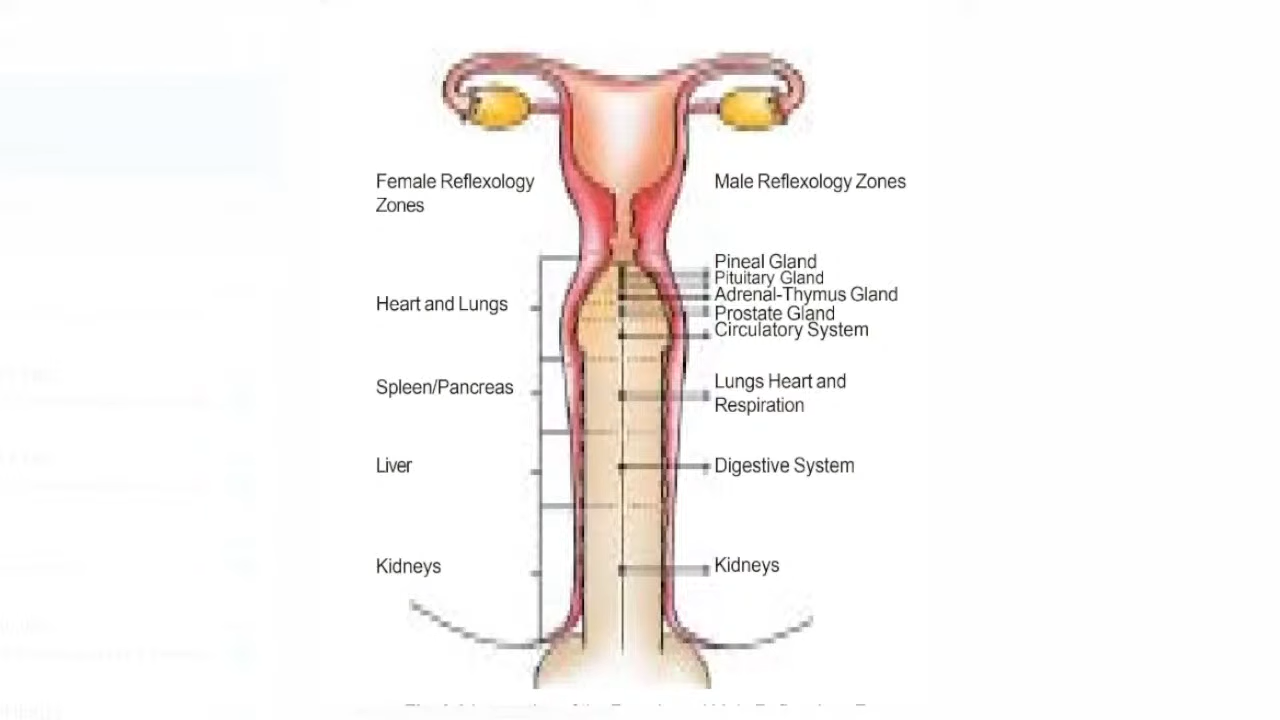 Female Reflexology
Zones
Male Reflexology Zones
Pineal Gland
Pituitary Gland
Adrenal-Thymus Gland
Prostate Gland
Circulatory System
Heart and Lungs
Spleen/Pancreas
Lungs Heart and
Respiration
Liver
Digestive System
Kidneys
Kidneys